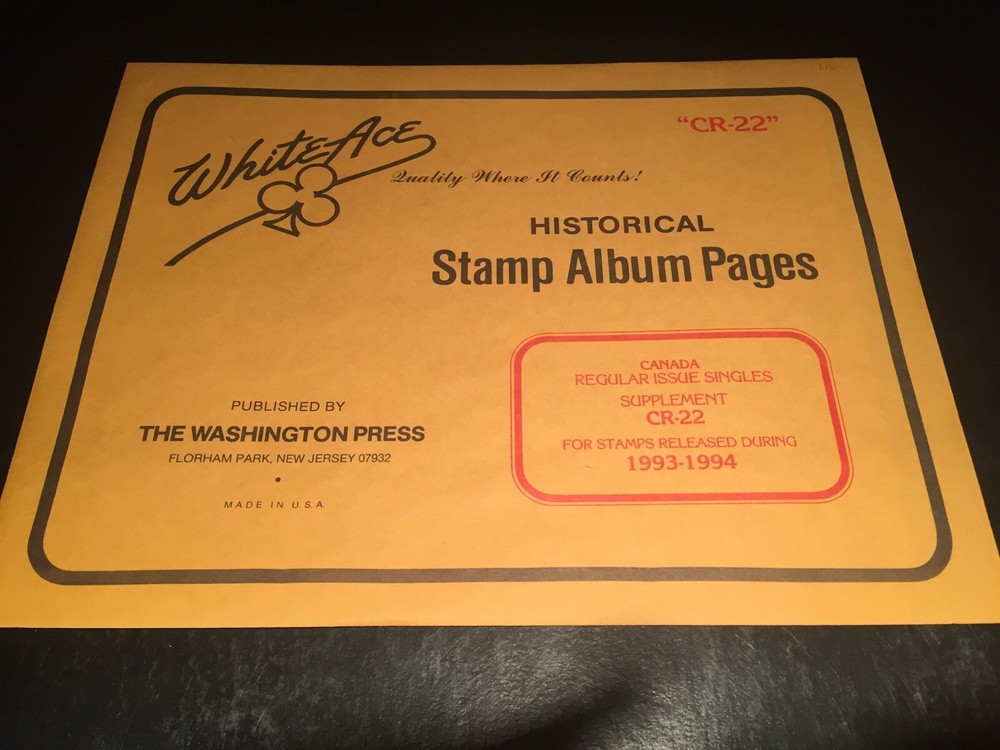 White Ace
Quality Where It Counts!
"CR-22"
HISTORICAL
Stamp Album Pages
PUBLISHED BY
THE WASHINGTON PRESS
FLORHAM PARK, NEW JERSEY 07932
•
MADE IN U.S.A.
CANADA
REGULAR ISSUE SINGLES
SUPPLEMENT
CR-22
FOR STAMPS RELEASED DURING
1993-1994